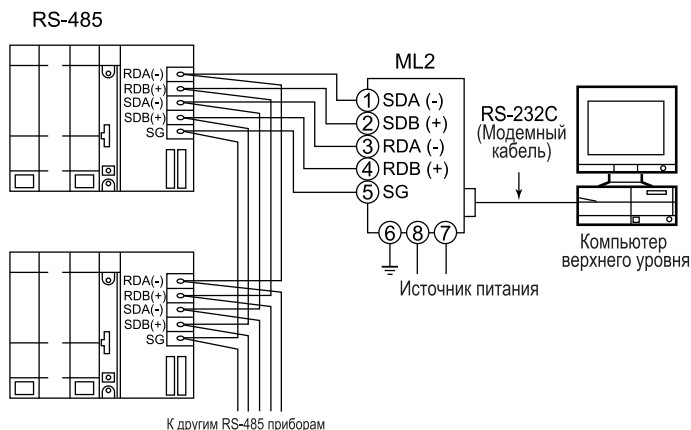 RS-485
RDA(-)
RDB(+)
SDA(-)
SDB(+)
SG
ML2
1 SDA (-)
2 SDB (+)
3 RDA (-)
4 RDB (+)
5 SG
6 8 7
Источник питания
RS-232C
(Модемный
кабель)
Компьютер
верхнего уровня
RDA(-)
RDB(+)
SDA(-)
SDB(+)
SG
К другим RS-485 приборам